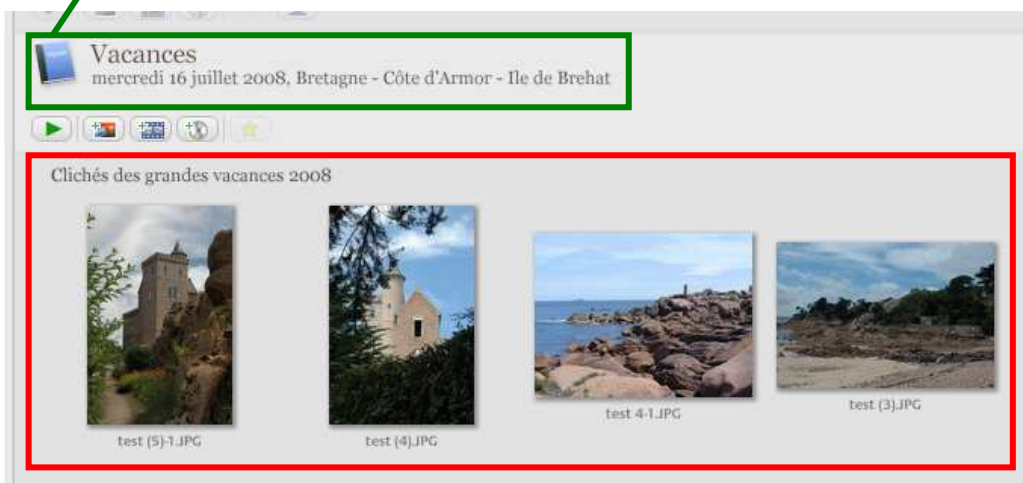 Vacances
mercredi 16 juillet 2008, Bretagne - Côte d'Armor - Ile de Brehat
Clichés des grandes vacances 2008
test (5)-1.JPG
test (4).JPG
test 4-1.JPG
test (3).JPG